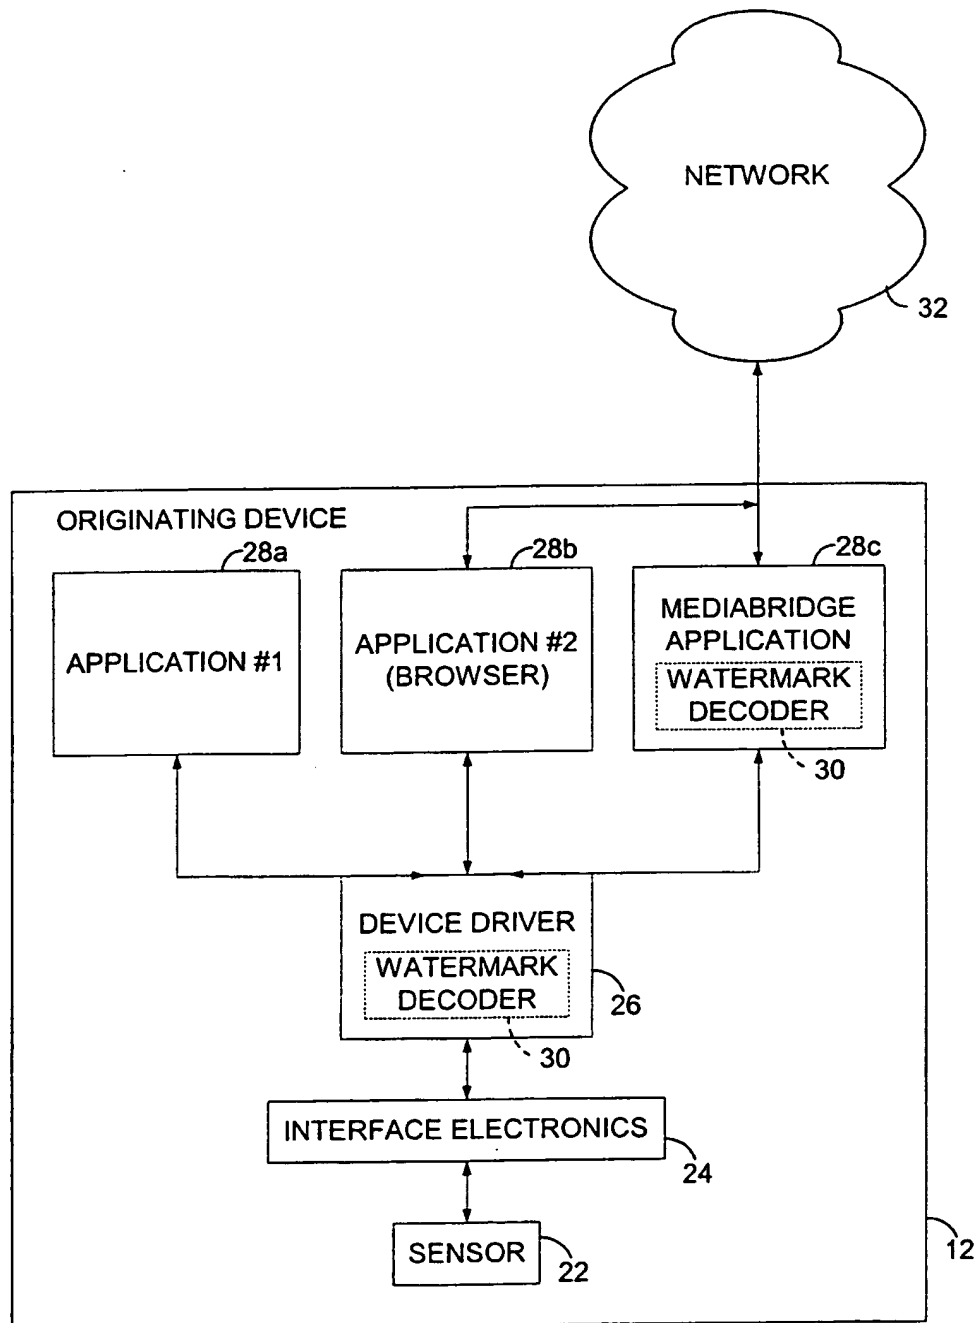 NETWORK
32
ORIGINATING DEVICE
28a
28b
28c
APPLICATION #1
APPLICATION #2
(BROWSER)
MEDIABRIDGE
APPLICATION
WATERMARK
DECODER
30
DEVICE DRIVER
WATERMARK
DECODER
26
30
INTERFACE ELECTRONICS
24
SENSOR
22
12